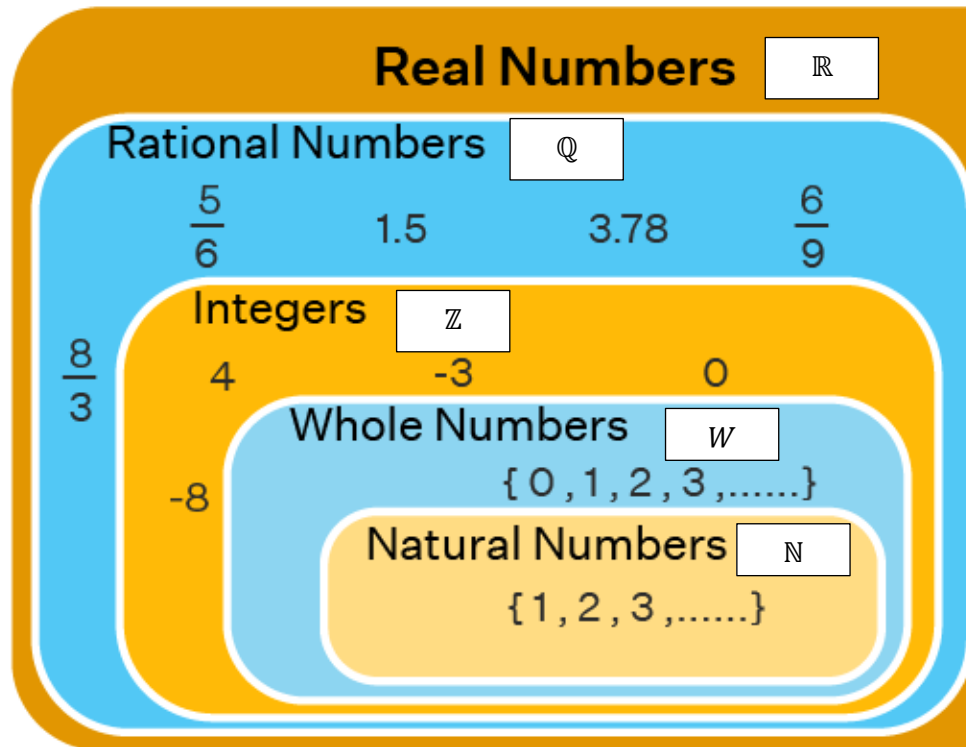 Real Numbers ℝ
Rational Numbers ℚ
5/6 1.5 3.78 6/9
Integers ℤ
8/3 4 -3 0
Whole Numbers W
-8 { 0 , 1 , 2 , 3 ,......}
Natural Numbers ℕ
{ 1 , 2 , 3 ,......}